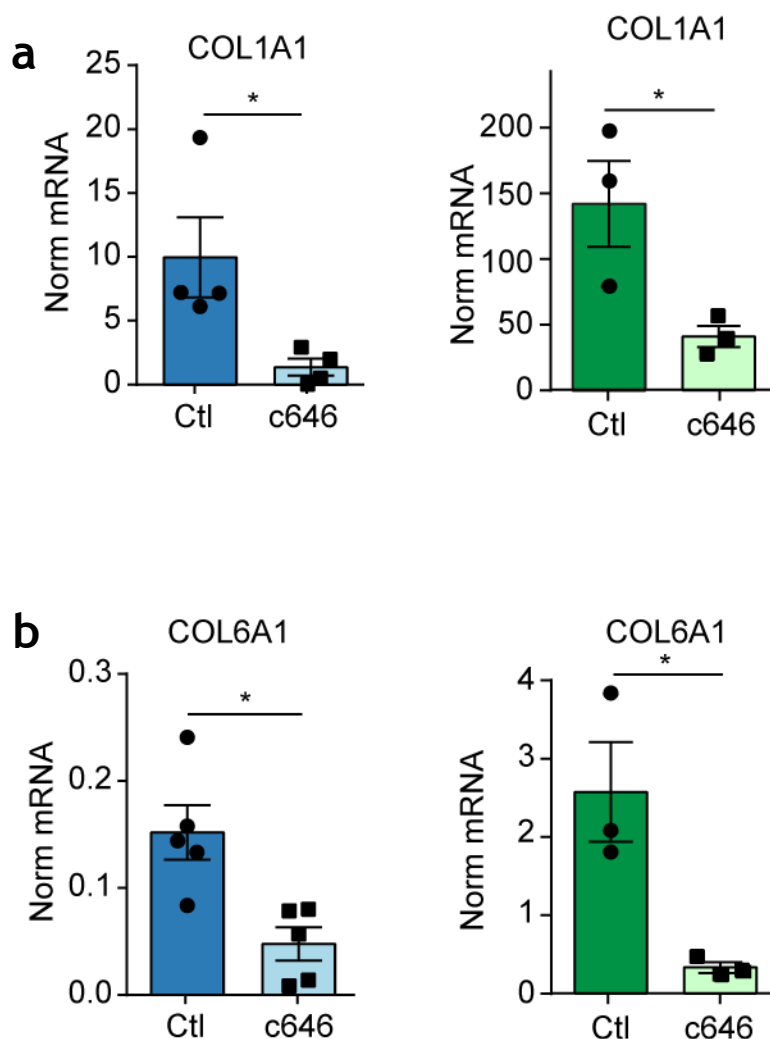 a
COL1A1
Norm mRNA
25
20
15
10
5
0
*
Ctl
c646
COL1A1
Norm mRNA
200
150
100
50
0
*
Ctl
c646
b
COL6A1
Norm mRNA
0.3
0.2
0.1
0.0
*
Ctl
c646
COL6A1
Norm mRNA
4
3
2
1
0
*
Ctl
c646